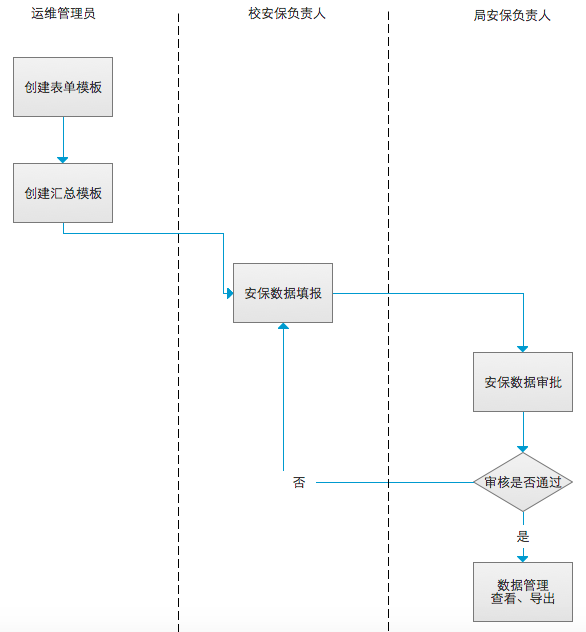 运维管理员
校安保负责人
局安保负责人
创建表单模板
创建汇总模板
安保数据填报
安保数据审批
审核是否通过
否
是
数据管理
查看、导出